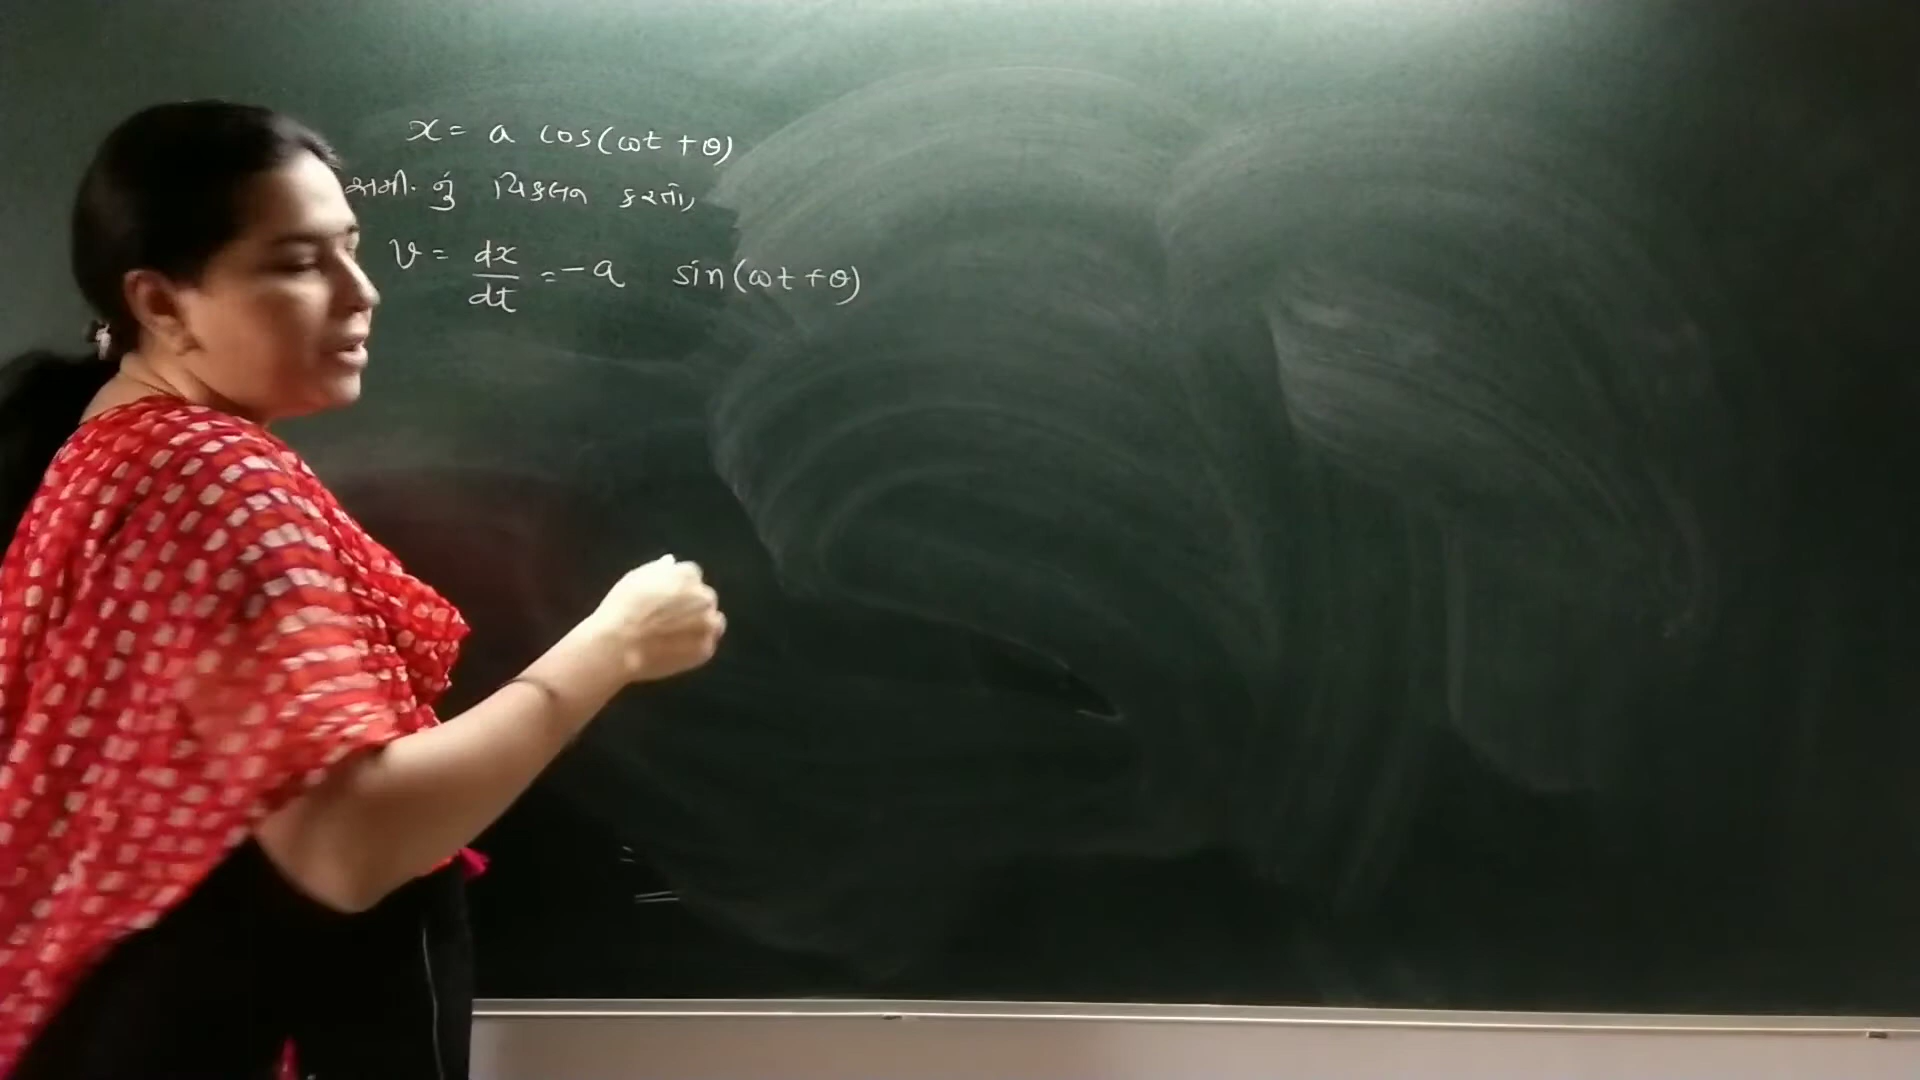 x = a cos(ωt + θ)
સમી. નું વિકલન કરતાં,
v = dx/dt = -a sin(ωt + θ)